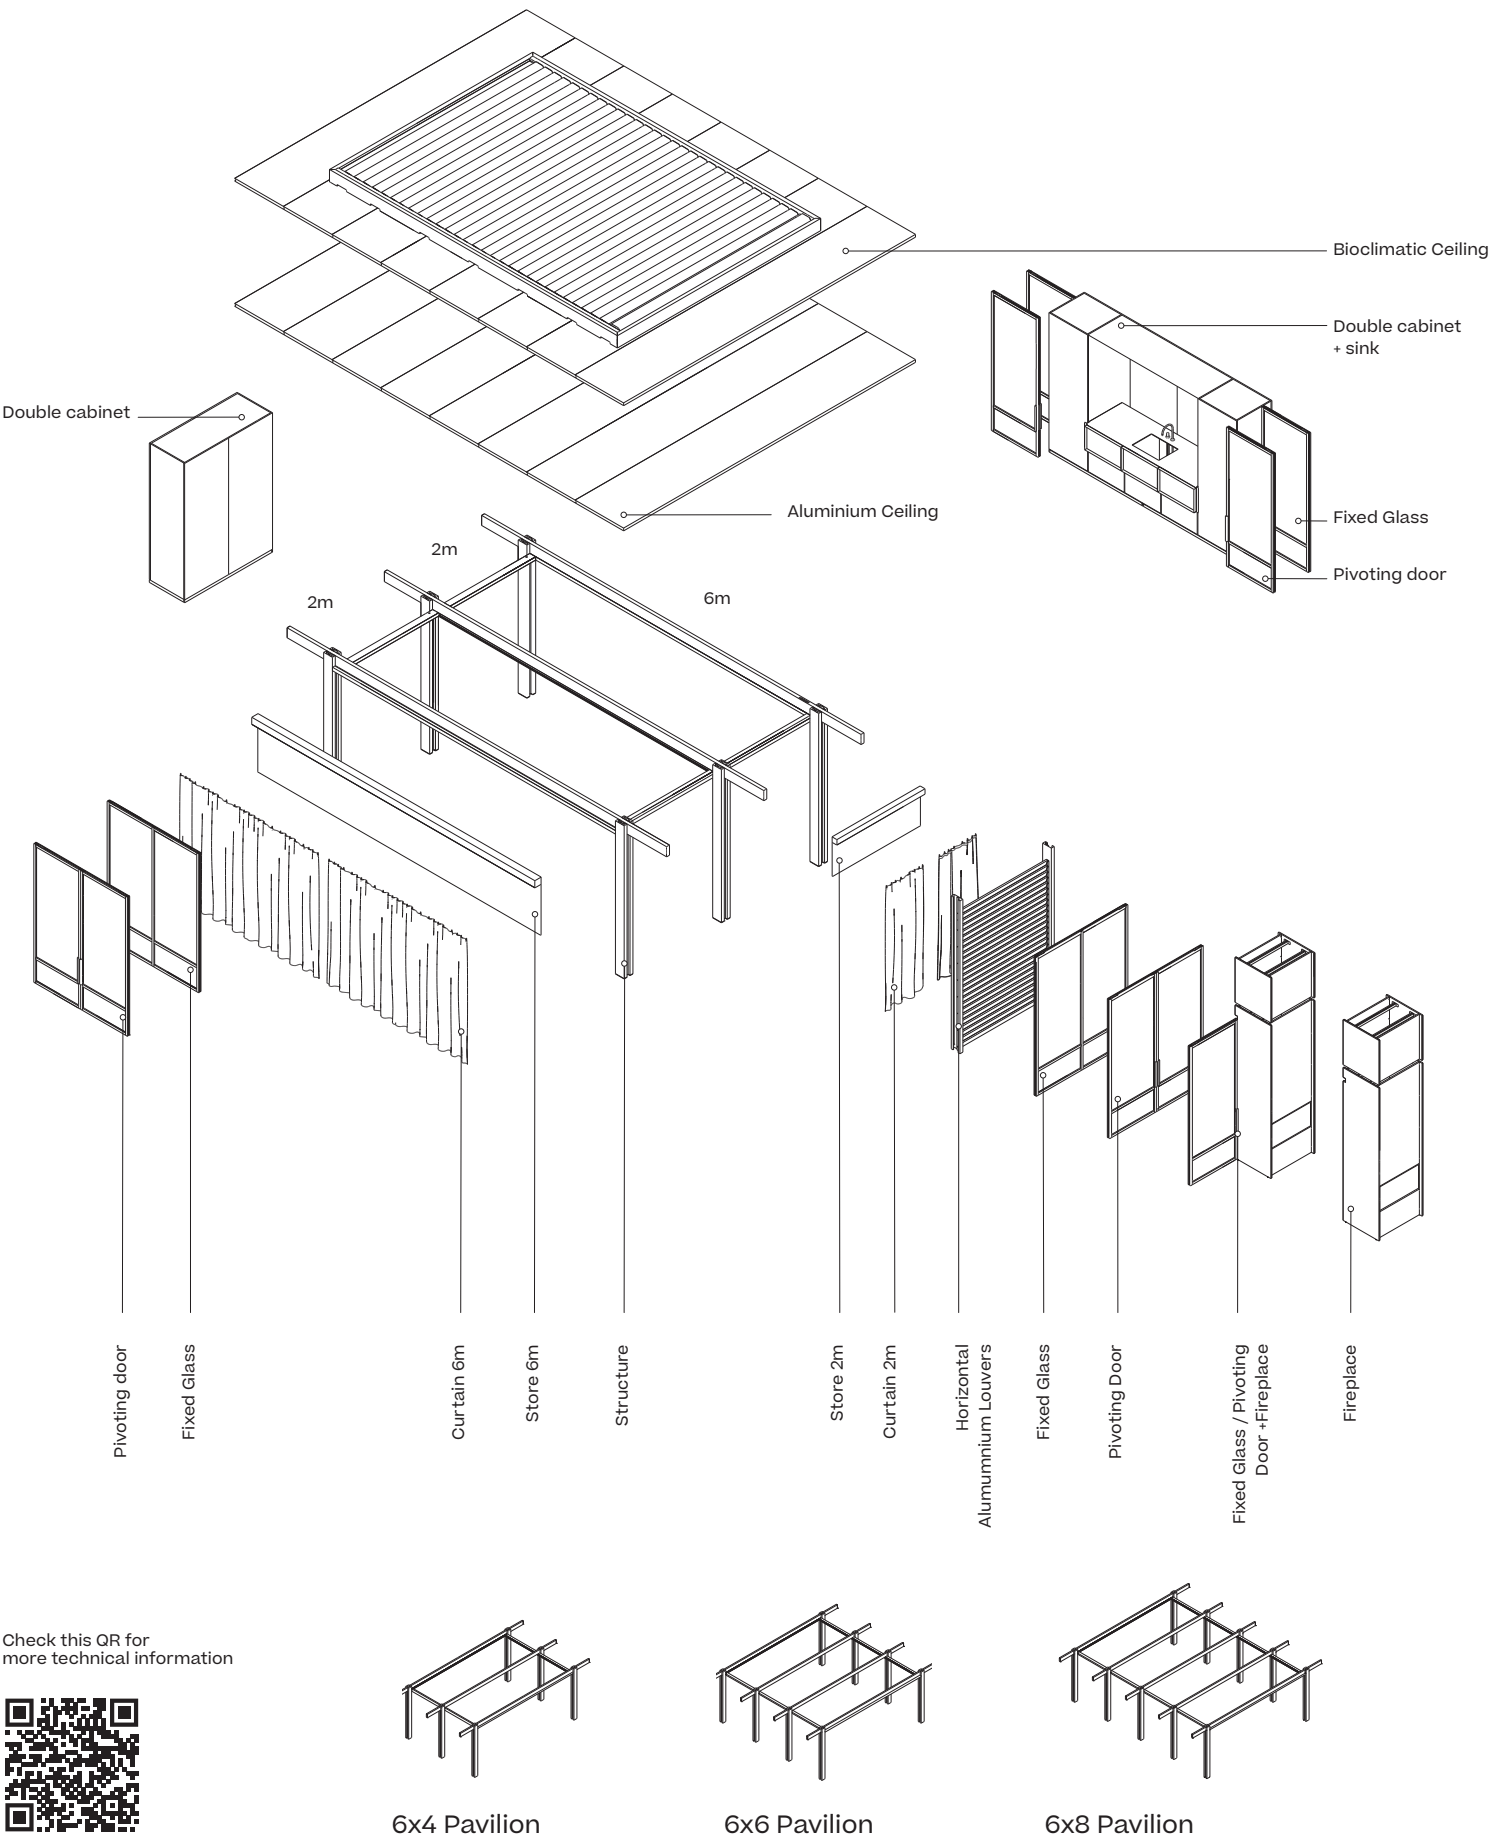 Bioclimatic Ceiling
Double cabinet
+ sink
Double cabinet
Aluminium Ceiling
Fixed Glass
Pivoting door
2m
2m
6m
Pivoting door
Fixed Glass
Curtain 6m
Store 6m
Structure
Store 2m
Curtain 2m
Horizontal
Alumumnium Louvers
Fixed Glass
Pivoting Door
Fixed Glass / Pivoting
Door +Fireplace
Fireplace
Check this QR for
more technical information
6x4 Pavilion
6x6 Pavilion
6x8 Pavilion